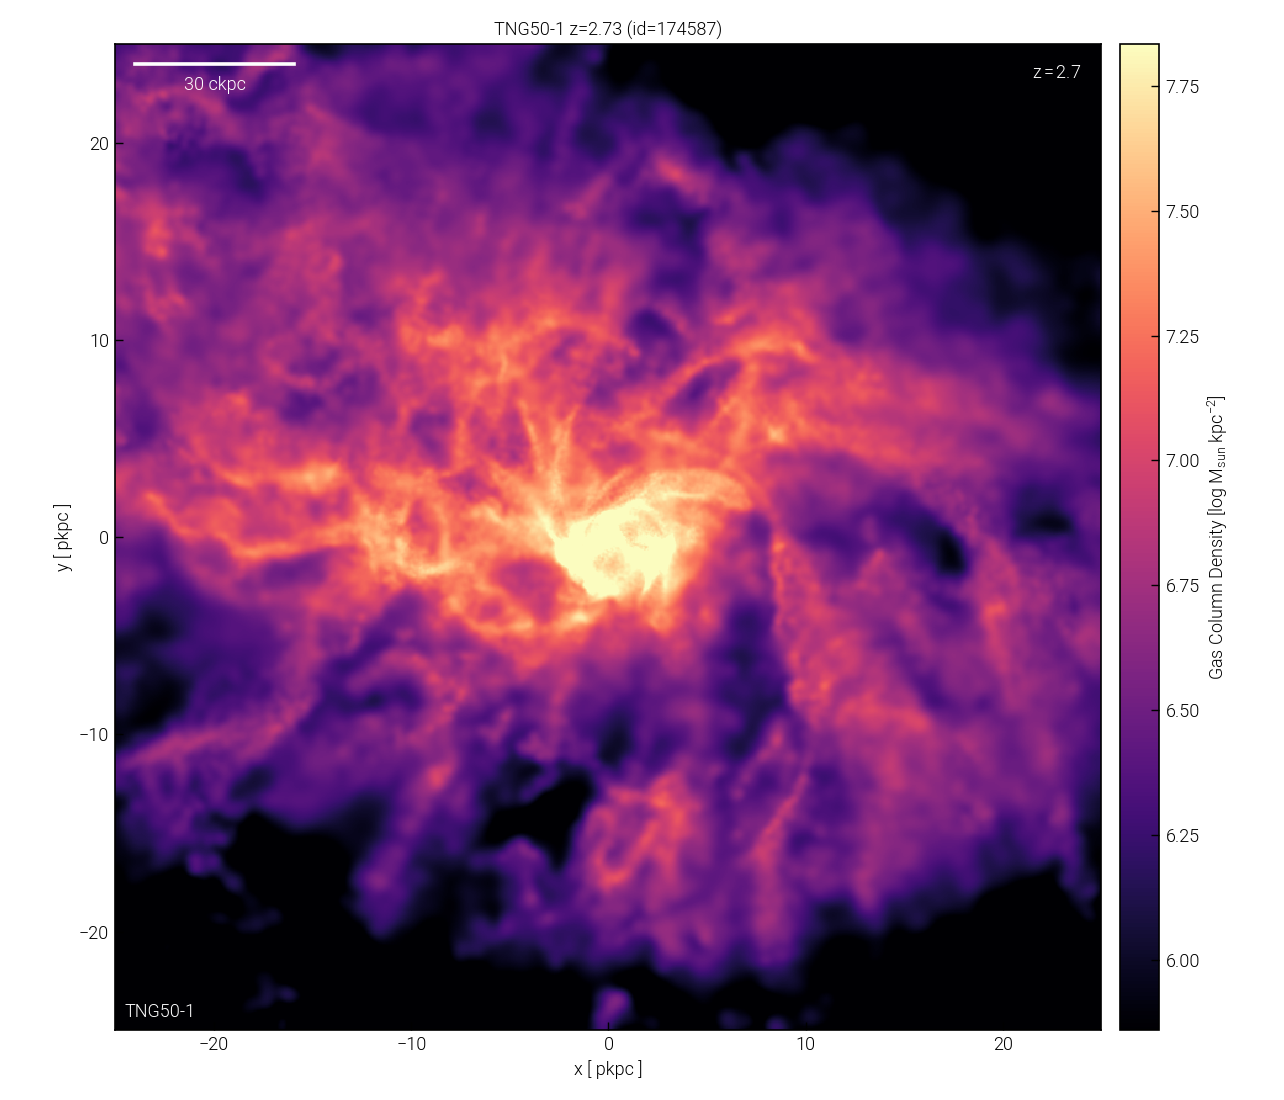 TNG50-1 z=2.73 (id=174587)
30 ckpc
z=2.7
TNG50-1
20
10
0
−10
−20
y [ pkpc ]
−20
−10
0
10
20
x [ pkpc ]
7.75
7.50
7.25
7.00
6.75
6.50
6.25
6.00
Gas Column Density [log M_sun kpc^−2]